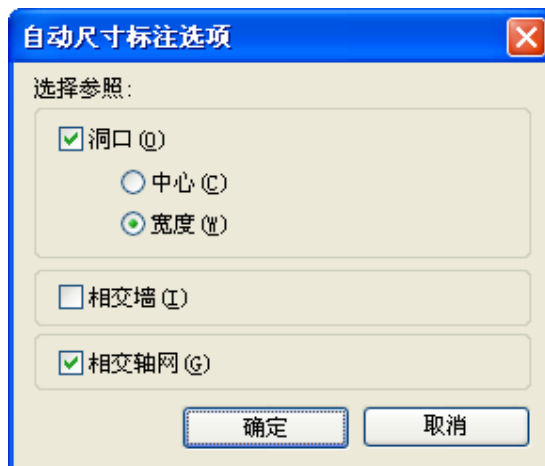 自动尺寸标注选项
选择参照:
洞口(O)
中心(C)
宽度(W)
相交墙(I)
相交轴网(G)
确定
取消